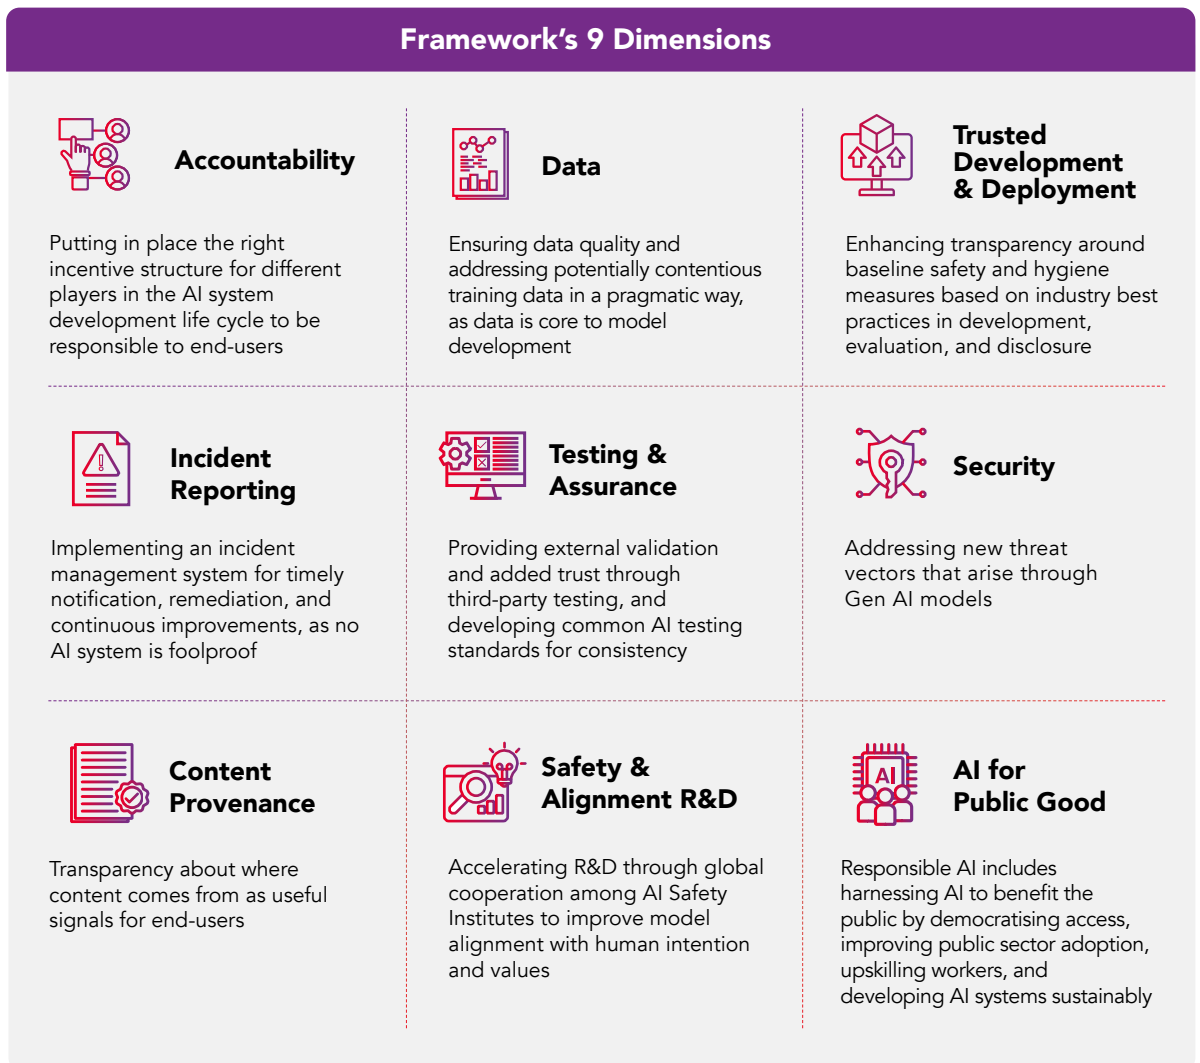 Framework's 9 Dimensions
Accountability
Putting in place the right
incentive structure for different
players in the AI system
development life cycle to be
responsible to end-users
Data
Ensuring data quality and
addressing potentially contentious
training data in a pragmatic way,
as data is core to model
development
Trusted
Development
& Deployment
Enhancing transparency around
baseline safety and hygiene
measures based on industry best
practices in development,
evaluation, and disclosure
Incident
Reporting
Implementing an incident
management system for timely
notification, remediation, and
continuous improvements, as no
AI system is foolproof
Testing &
Assurance
Providing external validation
and added trust through
third-party testing, and
developing common AI testing
standards for consistency
Security
Addressing new threat
vectors that arise through
Gen AI models
Content
Provenance
Transparency about where
content comes from as useful
signals for end-users
Safety &
Alignment R&D
Accelerating R&D through global
cooperation among AI Safety
Institutes to improve model
alignment with human intention
and values
AI
AI for
Public Good
Responsible AI includes
harnessing AI to benefit the
public by democratising access,
improving public sector adoption,
upskilling workers, and
developing AI systems sustainably